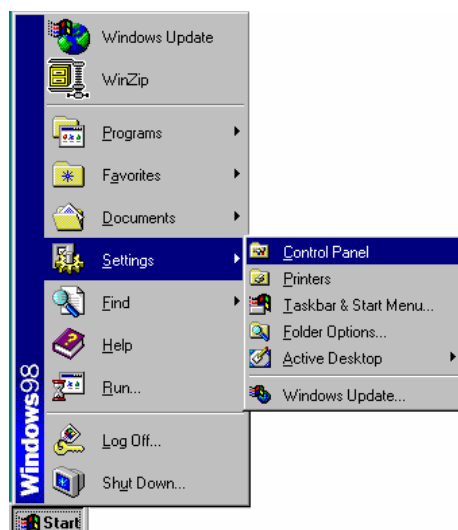 Windows Update
WinZip
Programs
Favorites
Documents
Settings
Find
Help
Run...
Log Off...
Shut Down...
Control Panel
Printers
Taskbar & Start Menu...
Folder Options...
Active Desktop
Windows Update...
Windows98
Start